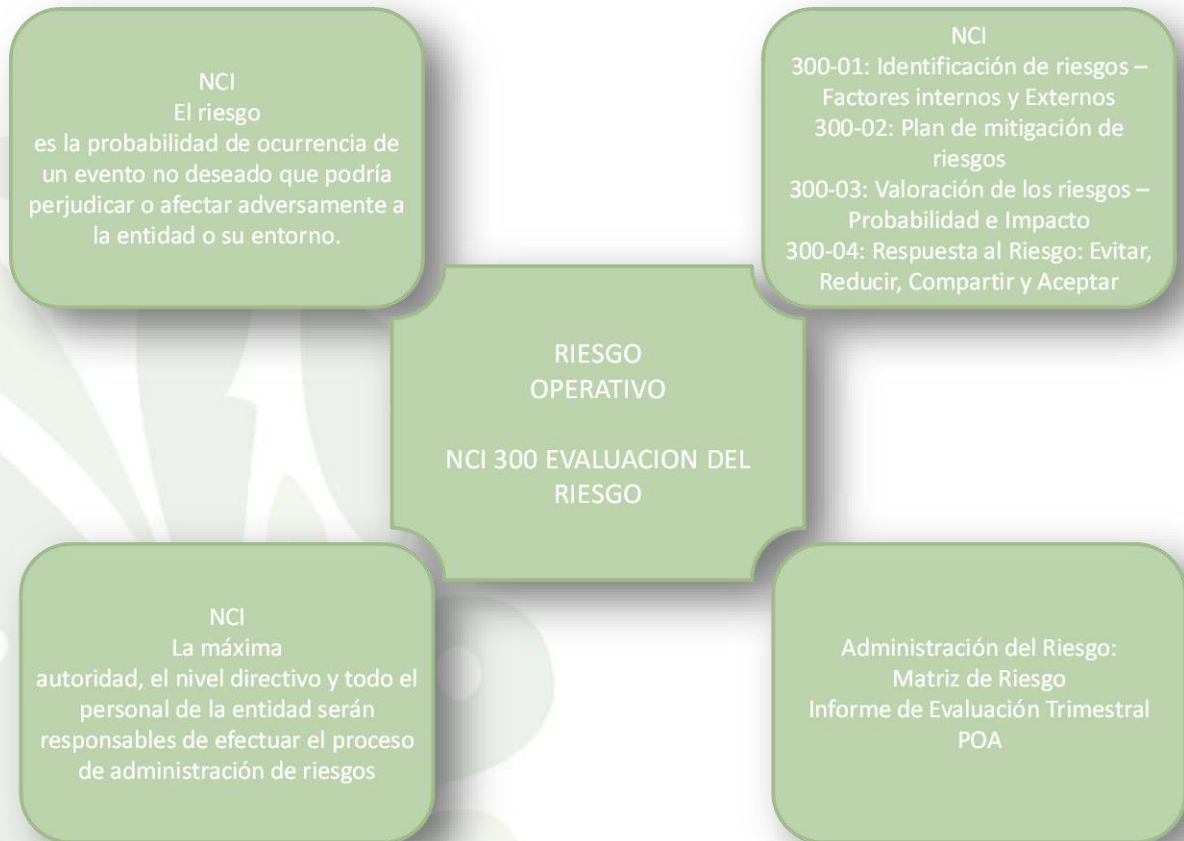 NCI
El riesgo
es la probabilidad de ocurrencia de
un evento no deseado que podría
perjudicar o afectar adversamente a
la entidad o su entorno.
NCI
300-01: Identificación de riesgos –
Factores internos y Externos
300-02: Plan de mitigación de
riesgos
300-03: Valoración de los riesgos –
Probabilidad e Impacto
300-04: Respuesta al Riesgo: Evitar,
Reducir, Compartir y Aceptar
RIESGO
OPERATIVO
NCI 300 EVALUACION DEL
RIESGO
NCI
La máxima
autoridad, el nivel directivo y todo el
personal de la entidad serán
responsables de efectuar el proceso
de administración de riesgos
Administración del Riesgo:
Matriz de Riesgo
Informe de Evaluación Trimestral
POA